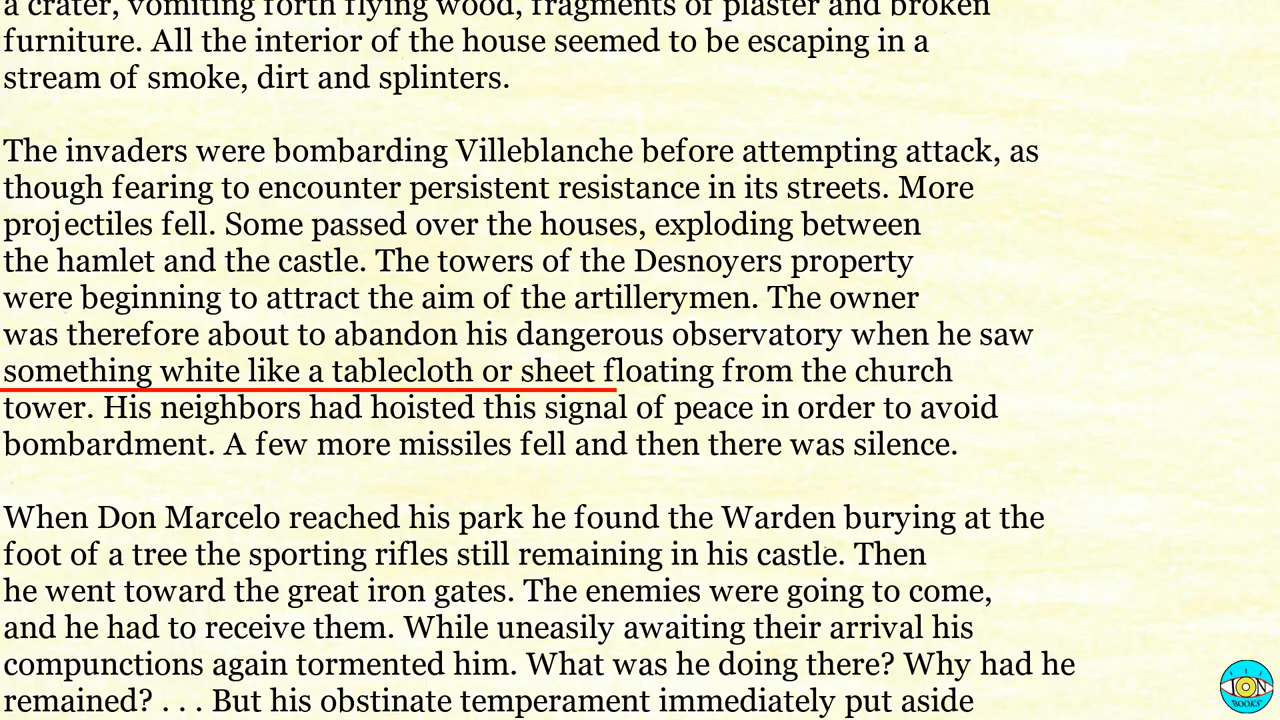 a crater, vomiting forth flying wood, fragments of plaster and broken
furniture. All the interior of the house seemed to be escaping in a
stream of smoke, dirt and splinters.
The invaders were bombarding Villeblanche before attempting attack, as
though fearing to encounter persistent resistance in its streets. More
projectiles fell. Some passed over the houses, exploding between
the hamlet and the castle. The towers of the Desnoyers property
were beginning to attract the aim of the artillerymen. The owner
was therefore about to abandon his dangerous observatory when he saw
something white like a tablecloth or sheet floating from the church
tower. His neighbors had hoisted this signal of peace in order to avoid
bombardment. A few more missiles fell and then there was silence.
When Don Marcelo reached his park he found the Warden burying at the
foot of a tree the sporting rifles still remaining in his castle. Then
he went toward the great iron gates. The enemies were going to come,
and he had to receive them. While uneasily awaiting their arrival his
compunctions again tormented him. What was he doing there? Why had he
remained? . . . But his obstinate temperament immediately put aside
ION
BOOKS